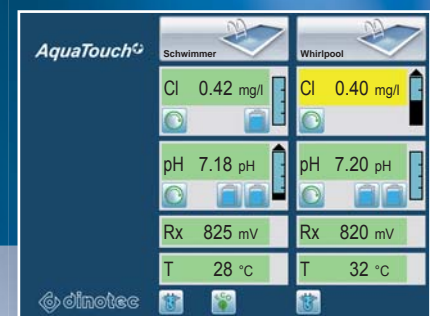 AquaTouch
Schwimmer
Whirlpool
Cl 0.42 mg/l
Cl 0.40 mg/l
pH 7.18 pH
pH 7.20 pH
Rx 825 mV
Rx 820 mV
T 28 °C
T 32 °C
dinotec